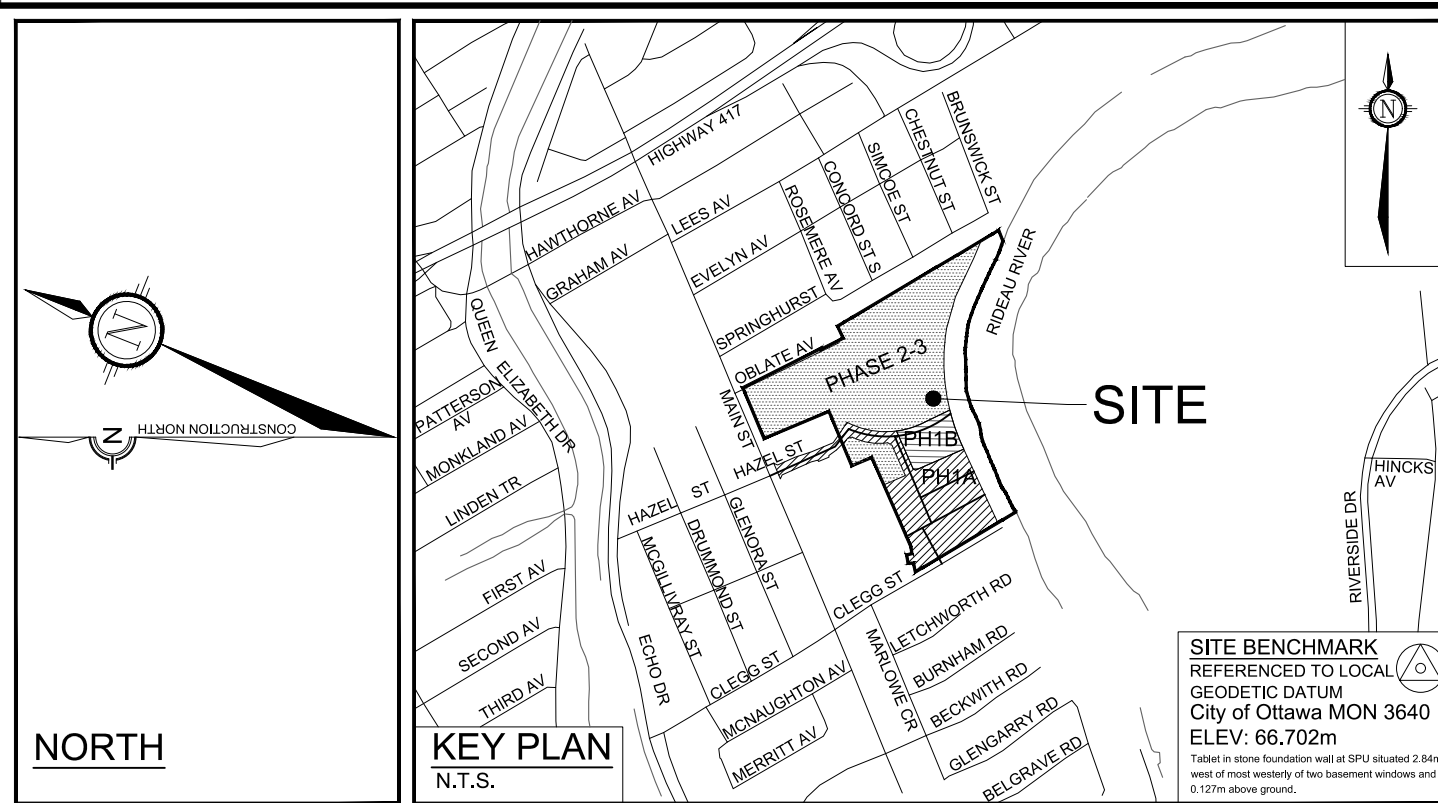 N
CONSTRUCTION NORTH
N
NORTH
HIGHWAY 417
HAWTHORNE AV
GRAHAM AV
LEES AV
EVELYN AV
SPRINGHURST
OBLATE AV
ROSEMERE AV
CONCORD ST S
SIMCOE ST
CHESTNUT ST
BRUNSWICK ST
RIDEAU RIVER
QUEEN ELIZABETH DR
PATTERSON
AV
MONKLAND AV
LINDEN TR
FIRST AV
SECOND AV
THIRD AV
MAIN ST
HAZEL ST
HAZEL ST
GLENORA ST
DRUMMOND ST
MCGILLIVRAY ST
ECHO DR
CLEGG ST
CLEGG ST
MCNAUGHTON AV
MERRITT AV
MARLOWE CR
LETCHWORTH RD
BURNHAM RD
BECKWITH RD
GLENGARRY RD
BELGRAVE RD
PHASE 2-3
PH1B
PH1A
SITE
N
HINCKS
AV
RIVERSIDE DR
KEY PLAN
N.T.S.
SITE BENCHMARK
REFERENCED TO LOCAL
GEODETIC DATUM
City of Ottawa MON 3640
ELEV: 66.702m
Tablet in stone foundation wall at SPU situated 2.84m
west of most westerly of two basement windows and
0.127m above ground.